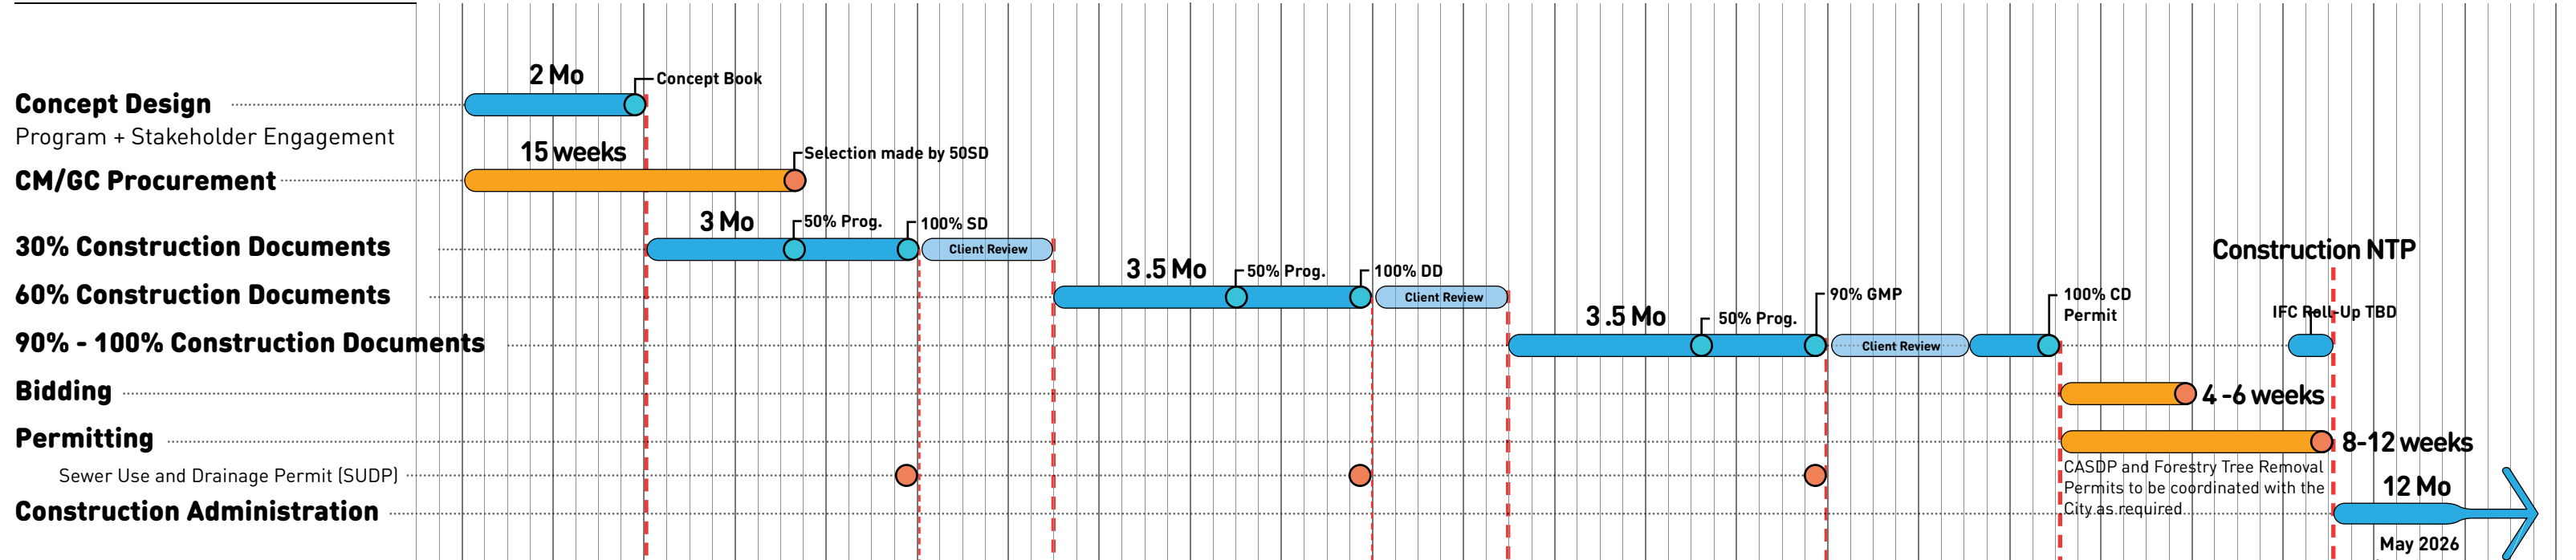 2 Mo
Concept Book
Concept Design
Program + Stakeholder Engagement
15 weeks
Selection made by 50SD
CM/GC Procurement
3 Mo
50% Prog.
100% SD
30% Construction Documents
Client Review
Construction NTP
3.5 Mo
50% Prog.
100% DD
60% Construction Documents
Client Review
90% GMP
100% CD
Permit
3.5 Mo
50% Prog.
IFC Roll-Up TBD
90% - 100% Construction Documents
Client Review
Bidding
4 -6 weeks
Permitting
8-12 weeks
Sewer Use and Drainage Permit (SUDP)
CASDP and Forestry Tree Removal
Permits to be coordinated with the
City as required
12 Mo
Construction Administration
May 2026